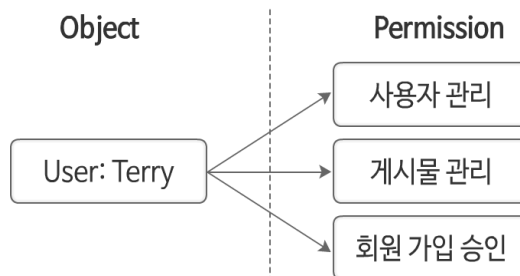 Object
Permission
사용자 관리
User: Terry
게시물 관리
회원 가입 승인